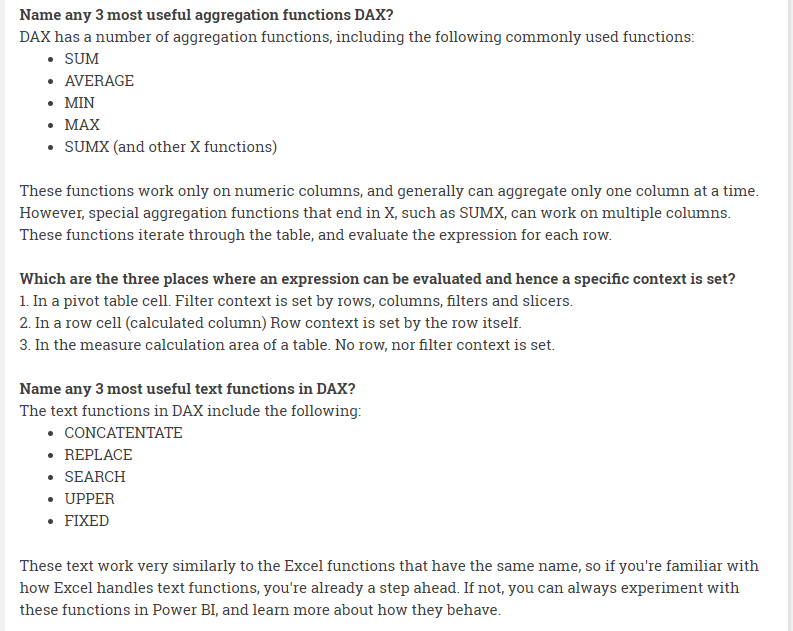 Name any 3 most useful aggregation functions DAX?
DAX has a number of aggregation functions, including the following commonly used functions:
• SUM
• AVERAGE
• MIN
• MAX
• SUMX (and other X functions)
These functions work only on numeric columns, and generally can aggregate only one column at a time.
However, special aggregation functions that end in X, such as SUMX, can work on multiple columns.
These functions iterate through the table, and evaluate the expression for each row.
Which are the three places where an expression can be evaluated and hence a specific context is set?
1. In a pivot table cell. Filter context is set by rows, columns, filters and slicers.
2. In a row cell (calculated column) Row context is set by the row itself.
3. In the measure calculation area of a table. No row, nor filter context is set.
Name any 3 most useful text functions in DAX?
The text functions in DAX include the following:
• CONCATENTATE
• REPLACE
• SEARCH
• UPPER
• FIXED
These text work very similarly to the Excel functions that have the same name, so if you're familiar with
how Excel handles text functions, you're already a step ahead. If not, you can always experiment with
these functions in Power BI, and learn more about how they behave.